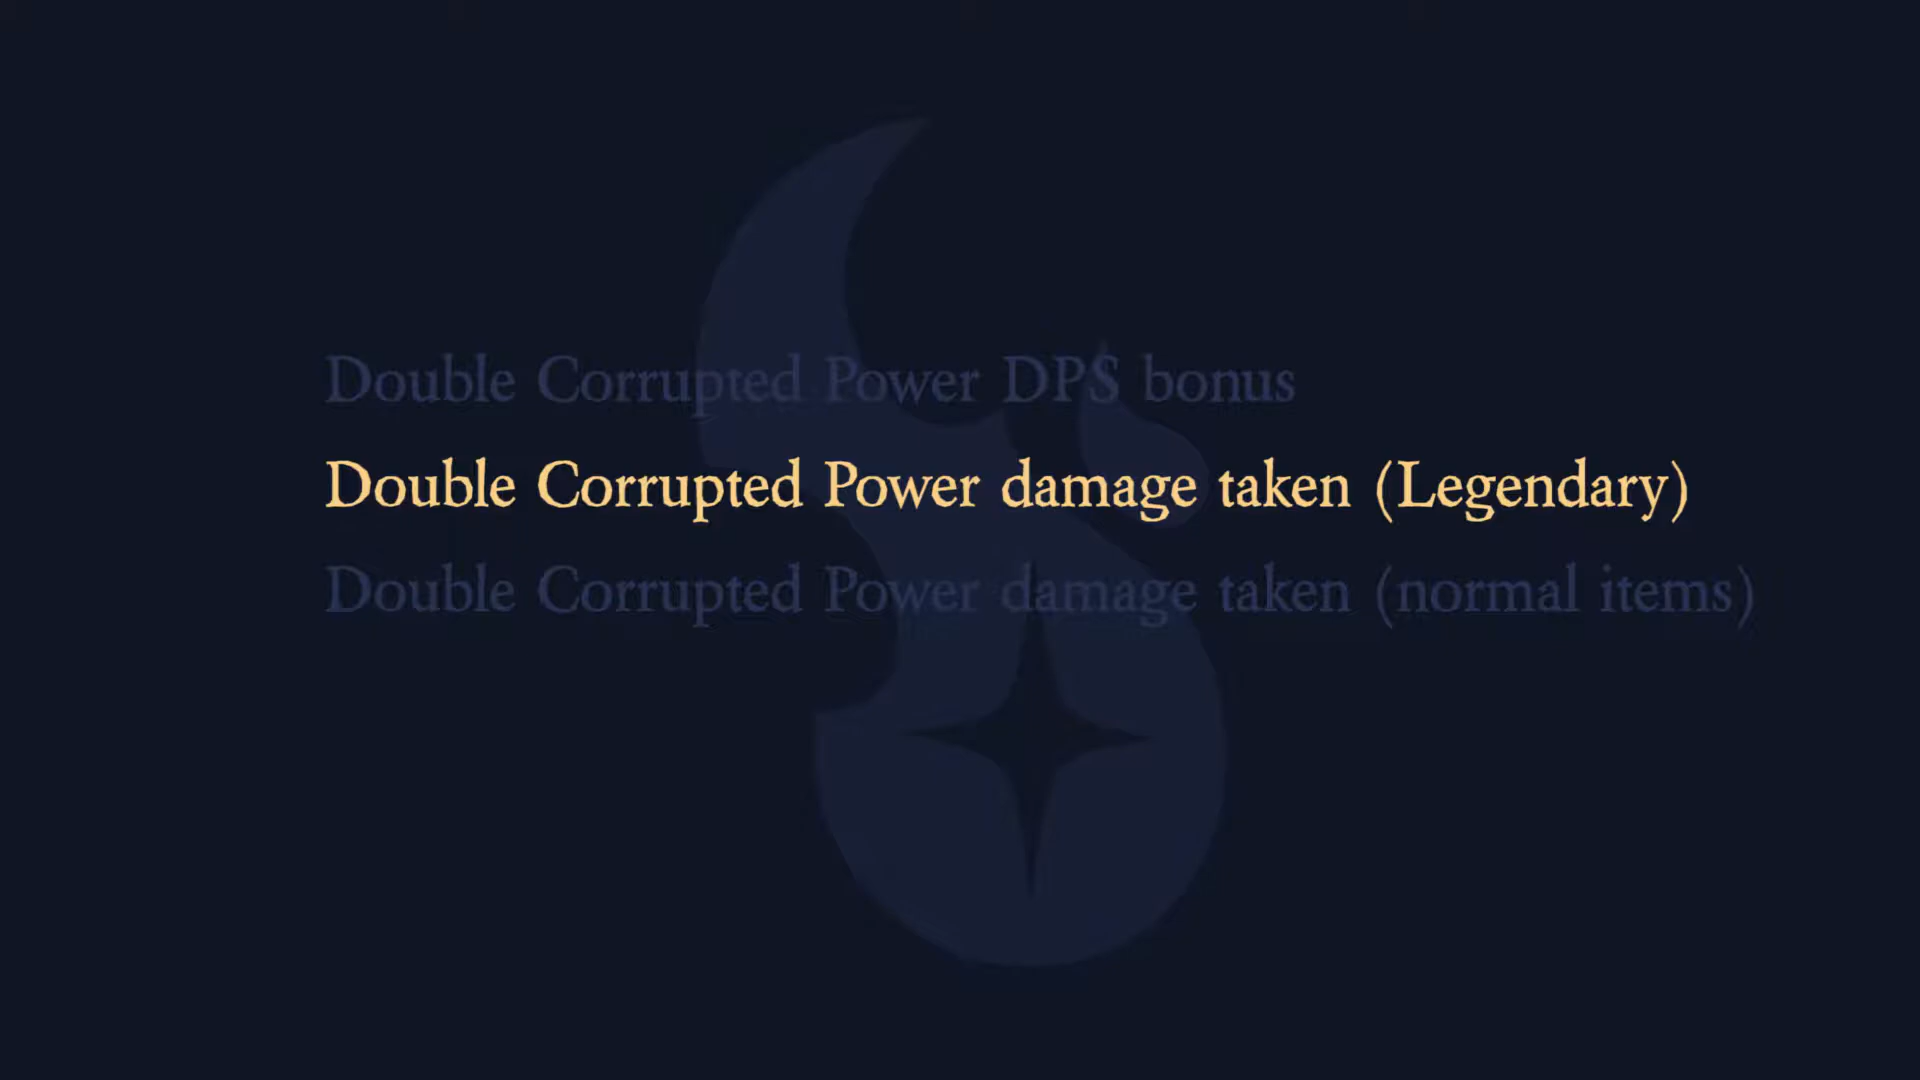 Double Corrupted Power DPS bonus
Double Corrupted Power damage taken (Legendary)
Double Corrupted Power damage taken (normal items)